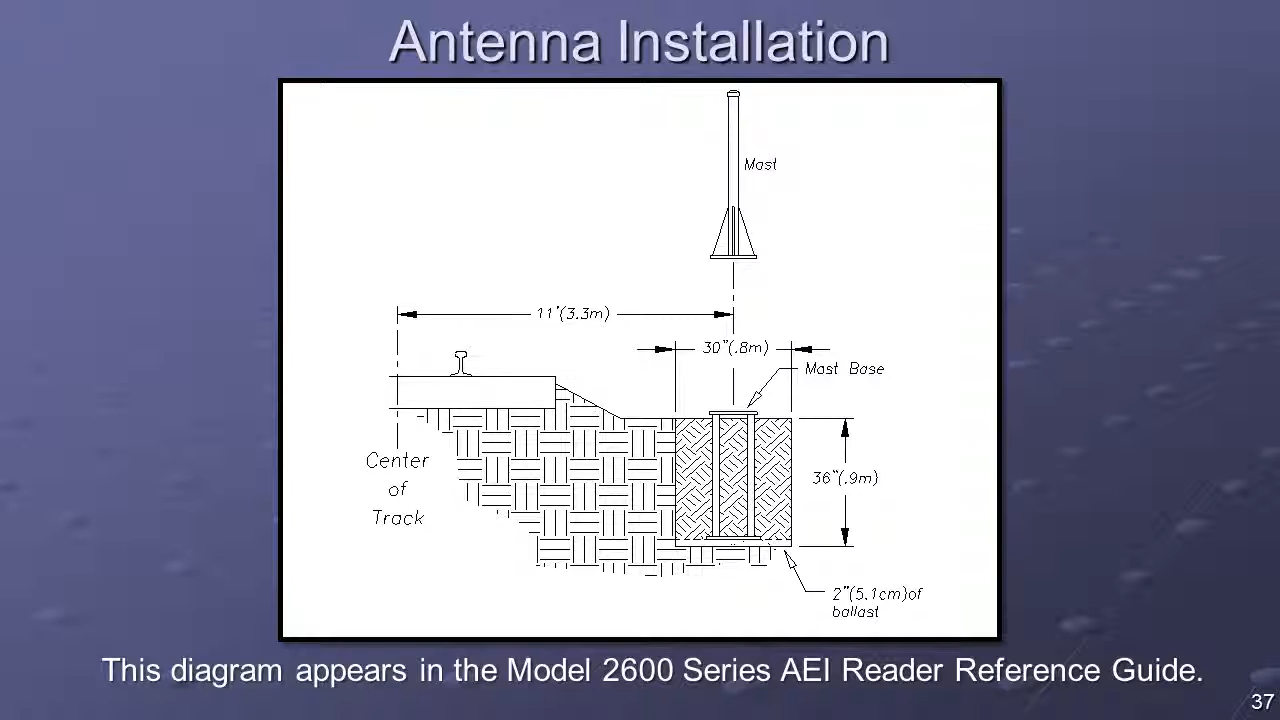 Antenna Installation
Mast
11'(3.3m)
30"(.8m)
Mast Base
Center
of
Track
36"(.9m)
2"(5.1cm)of
ballast
This diagram appears in the Model 2600 Series AEI Reader Reference Guide.
37